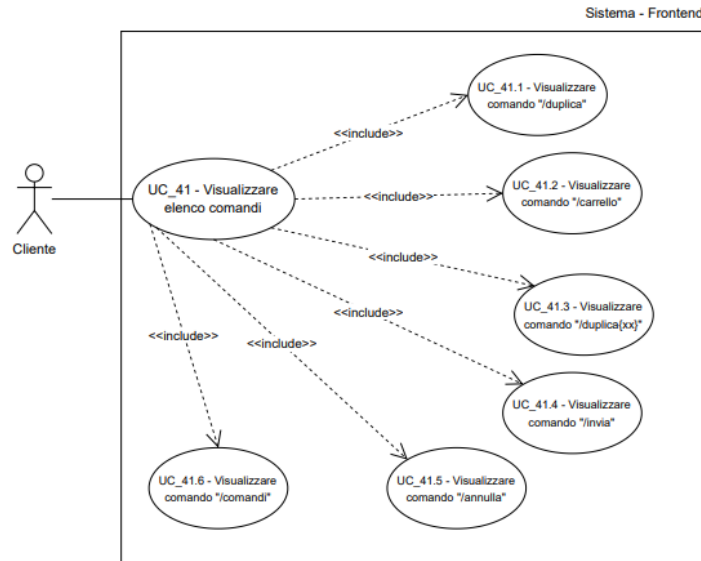 Sistema - Frontend
UC_41.1 - Visualizzare
comando "/duplica"
<<include>>
UC_41 - Visualizzare
elenco comandi
<<include>>
UC_41.2 - Visualizzare
comando "/carrello"
Cliente
<<include>>
UC_41.3 - Visualizzare
comando "/duplica{xx}"
<<include>>
<<include>>
<<include>>
UC_41.4 - Visualizzare
comando "/invia"
UC_41.6 - Visualizzare
comando "/comandi"
UC_41.5 - Visualizzare
comando "/annulla"